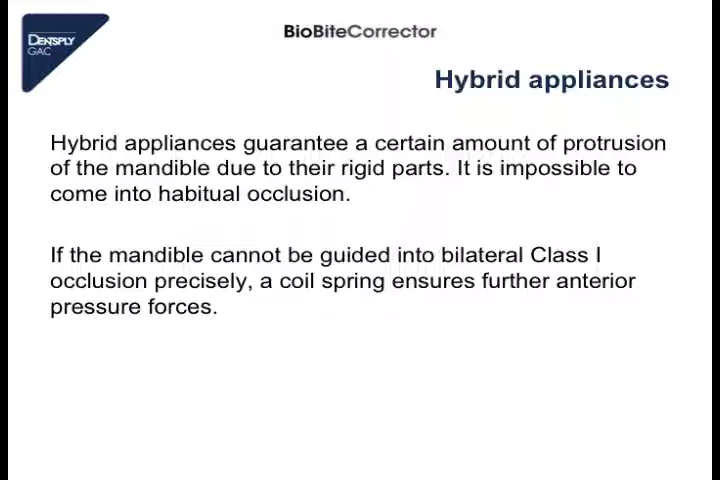 DENTSPLY
GAC
BioBiteCorrector
Hybrid appliances
Hybrid appliances guarantee a certain amount of protrusion
of the mandible due to their rigid parts. It is impossible to
come into habitual occlusion.
If the mandible cannot be guided into bilateral Class I
occlusion precisely, a coil spring ensures further anterior
pressure forces.